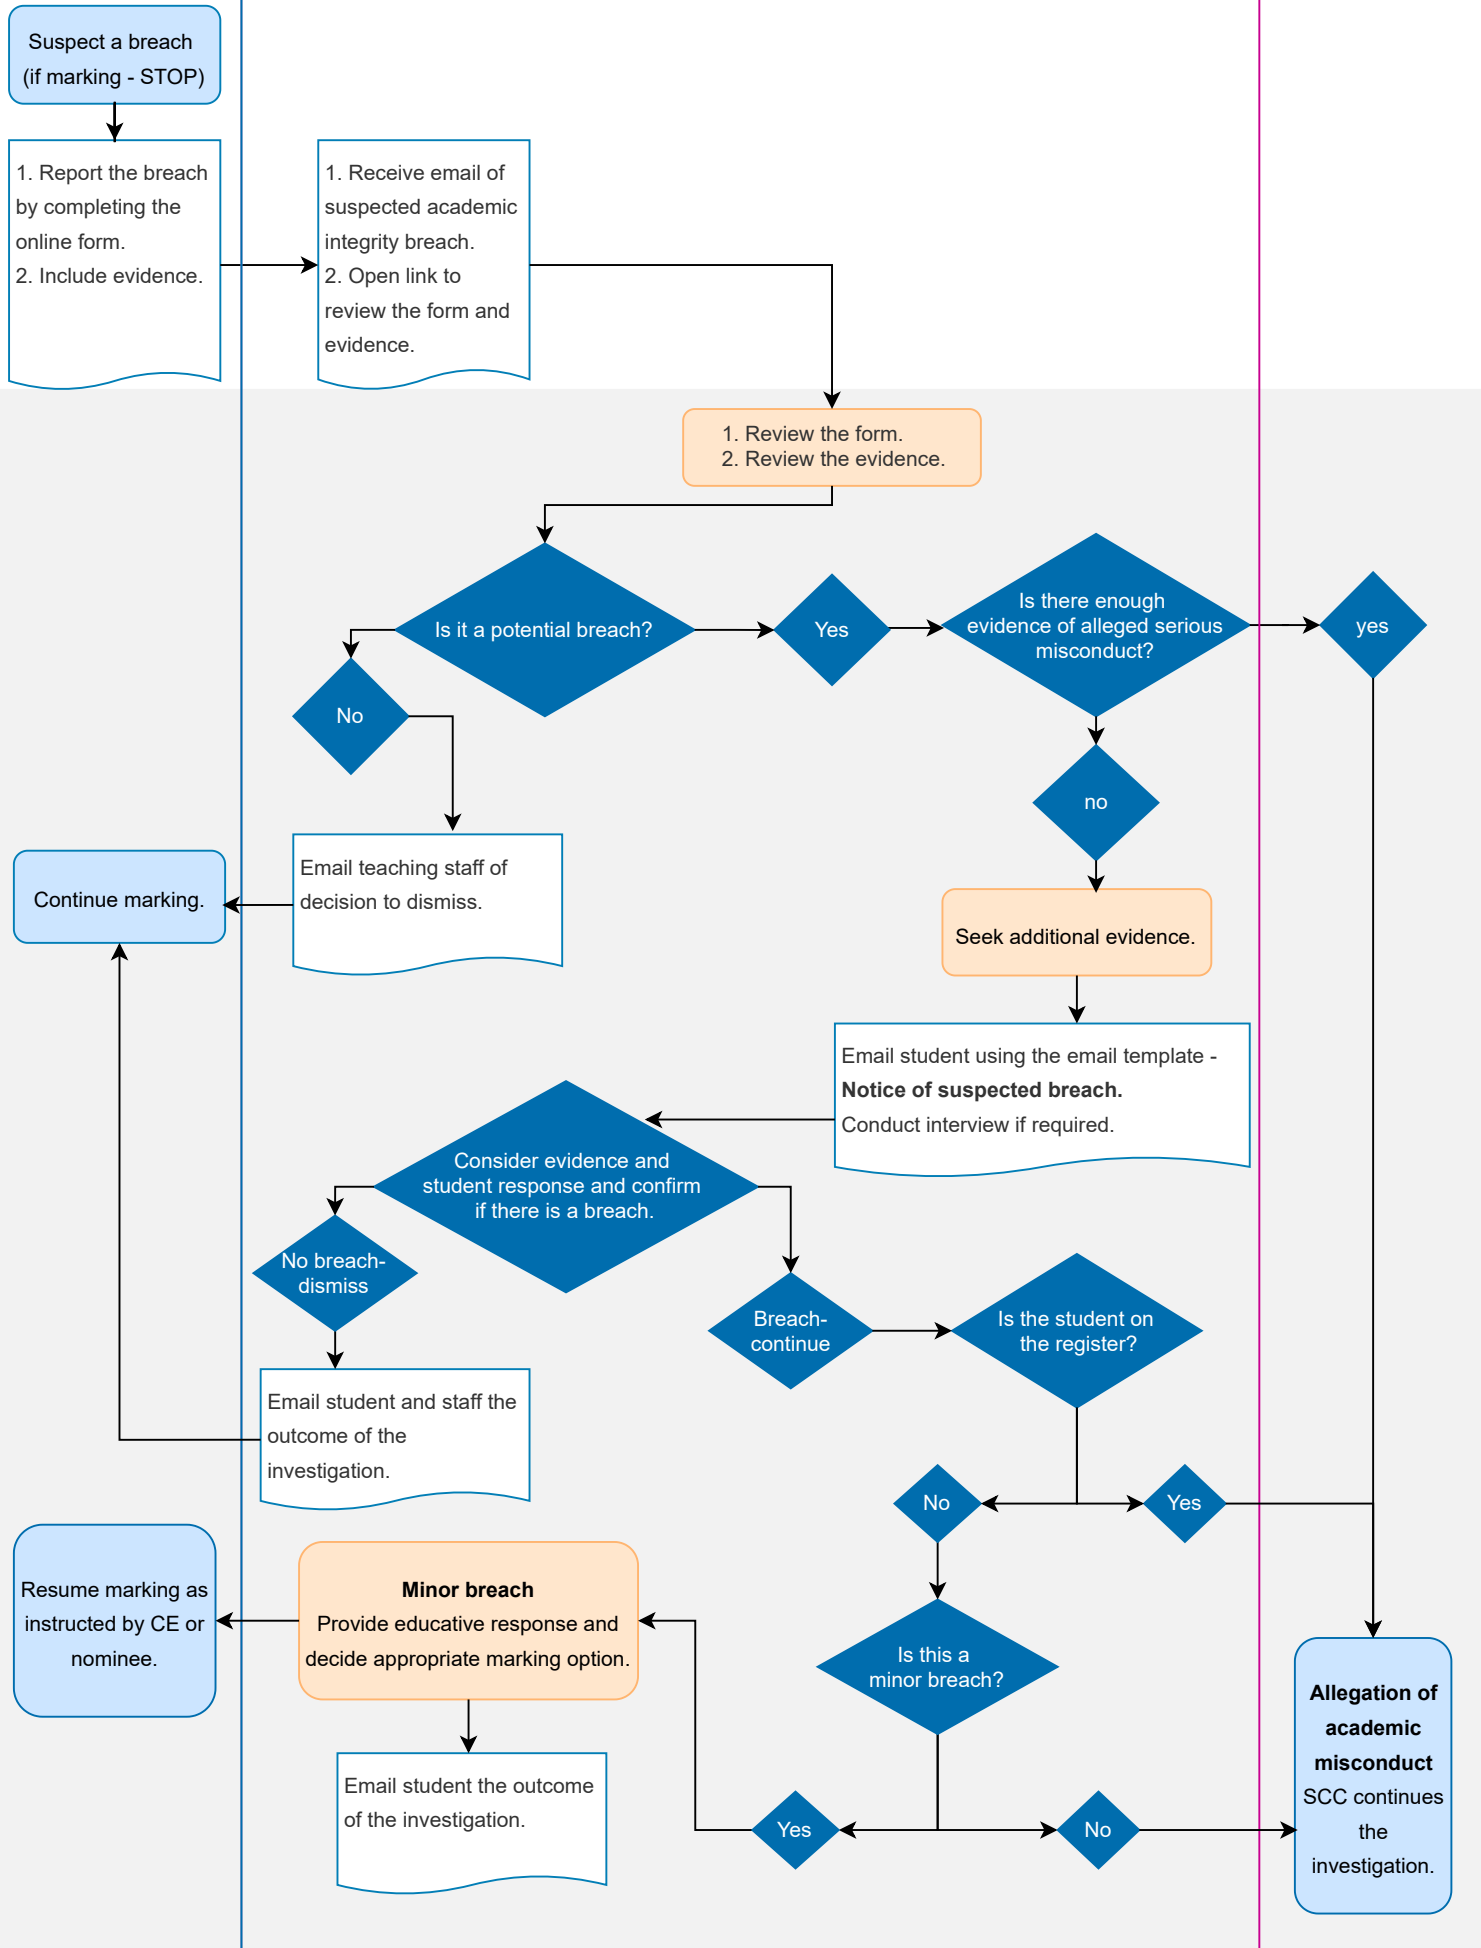 Suspect a breach
(if marking - STOP)
1. Report the breach
by completing the
online form.
2. Include evidence.
1. Receive email of
suspected academic
integrity breach.
2. Open link to
review the form and
evidence.
1. Review the form.
2. Review the evidence.
Is it a potential breach?
Yes
Is there enough
evidence of alleged serious
misconduct?
yes
No
no
Email teaching staff of
decision to dismiss.
Continue marking.
Seek additional evidence.
Email student using the email template -
Notice of suspected breach.
Conduct interview if required.
Consider evidence and
student response and confirm
if there is a breach.
No breach-
dismiss
Breach-
continue
Is the student on
the register?
Email student and staff the
outcome of the
investigation.
No
Yes
Resume marking as
instructed by CE or
nominee.
Minor breach
Provide educative response and
decide appropriate marking option.
Is this a
minor breach?
Allegation of
academic
misconduct
SCC continues
the
investigation.
Email student the outcome
of the investigation.
Yes
No